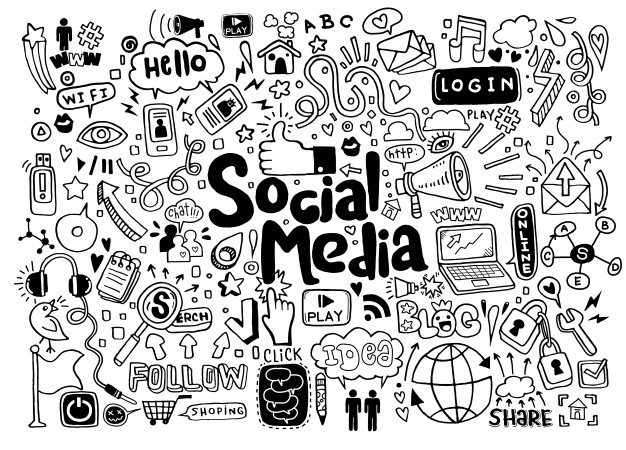 PLAY
ABC
#
WWW
Hello
LOGIN
WIFI
PLAY#
http:
Social
Media
Chat!!!
WWW
ONLINE
A
B
C
S
D
E
SERCH
PLAY
BLOG
CLICK
IDEA
FOLLOW
SHOPING
SHARE